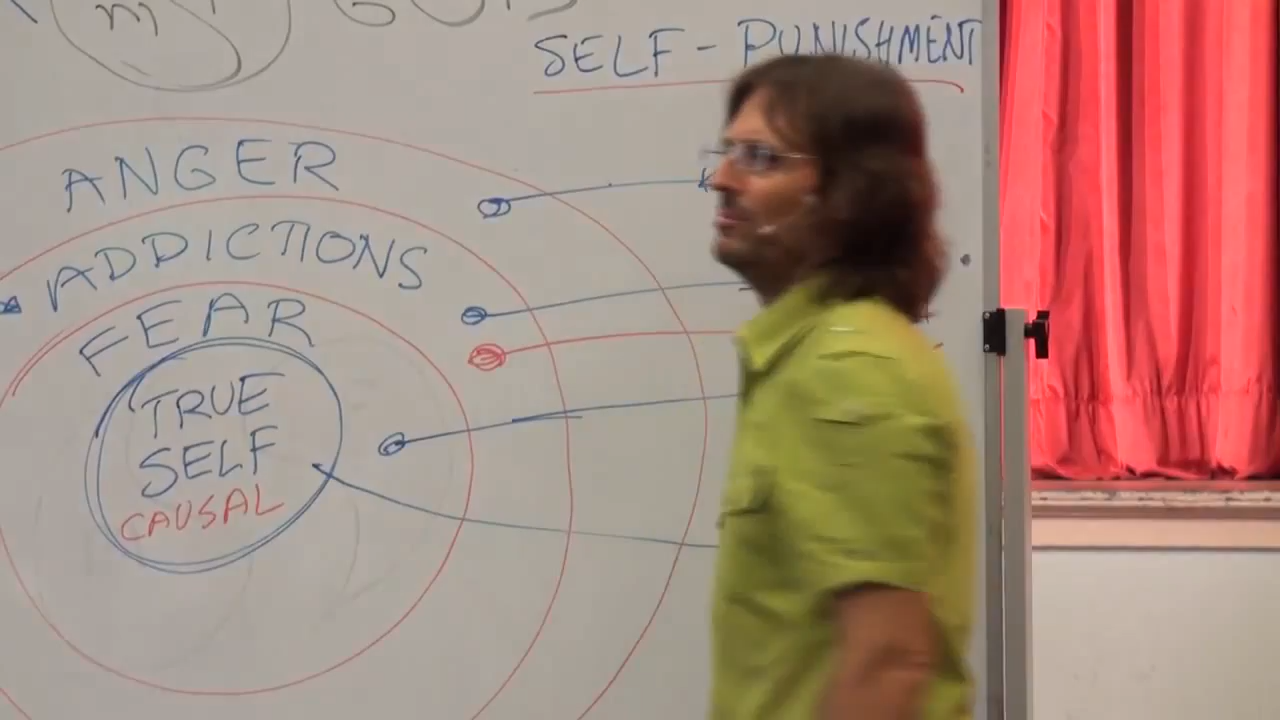 SELF - PUNISHMENT
ANGER
ADDICTIONS
FEAR
TRUE
SELF
CAUSAL